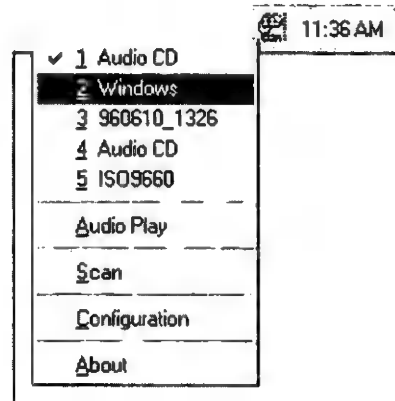 11:36 AM
✓ 1 Audio CD
2 Windows
3 960610_1326
4 Audio CD
5 ISO9660
Audio Play
Scan
Configuration
About